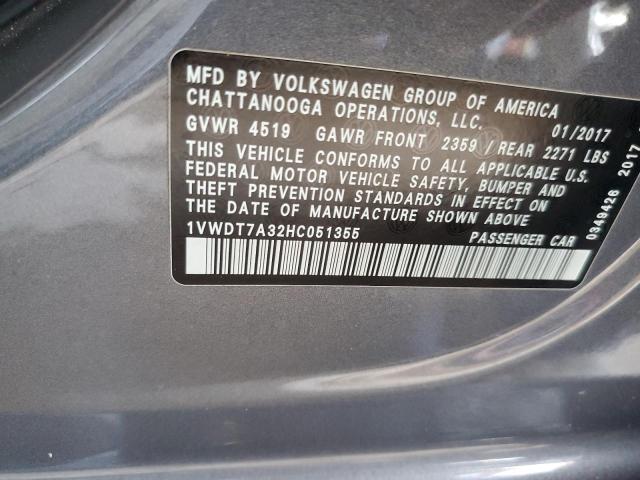 MFD BY VOLKSWAGEN GROUP OF AMERICA
CHATTANOOGA OPERATIONS, LLC. 01/2017
GVWR 4519 GAWR FRONT 2359/REAR 2271 LBS
THIS VEHICLE CONFORMS TO ALL APPLICABLE U.S.
FEDERAL MOTOR VEHICLE SAFETY, BUMPER AND
THEFT PREVENTION STANDARDS IN EFFECT ON
THE DATE OF MANUFACTURE SHOWN ABOVE
1VWDT7A32HC051355 PASSENGER CAR
0349426 2017